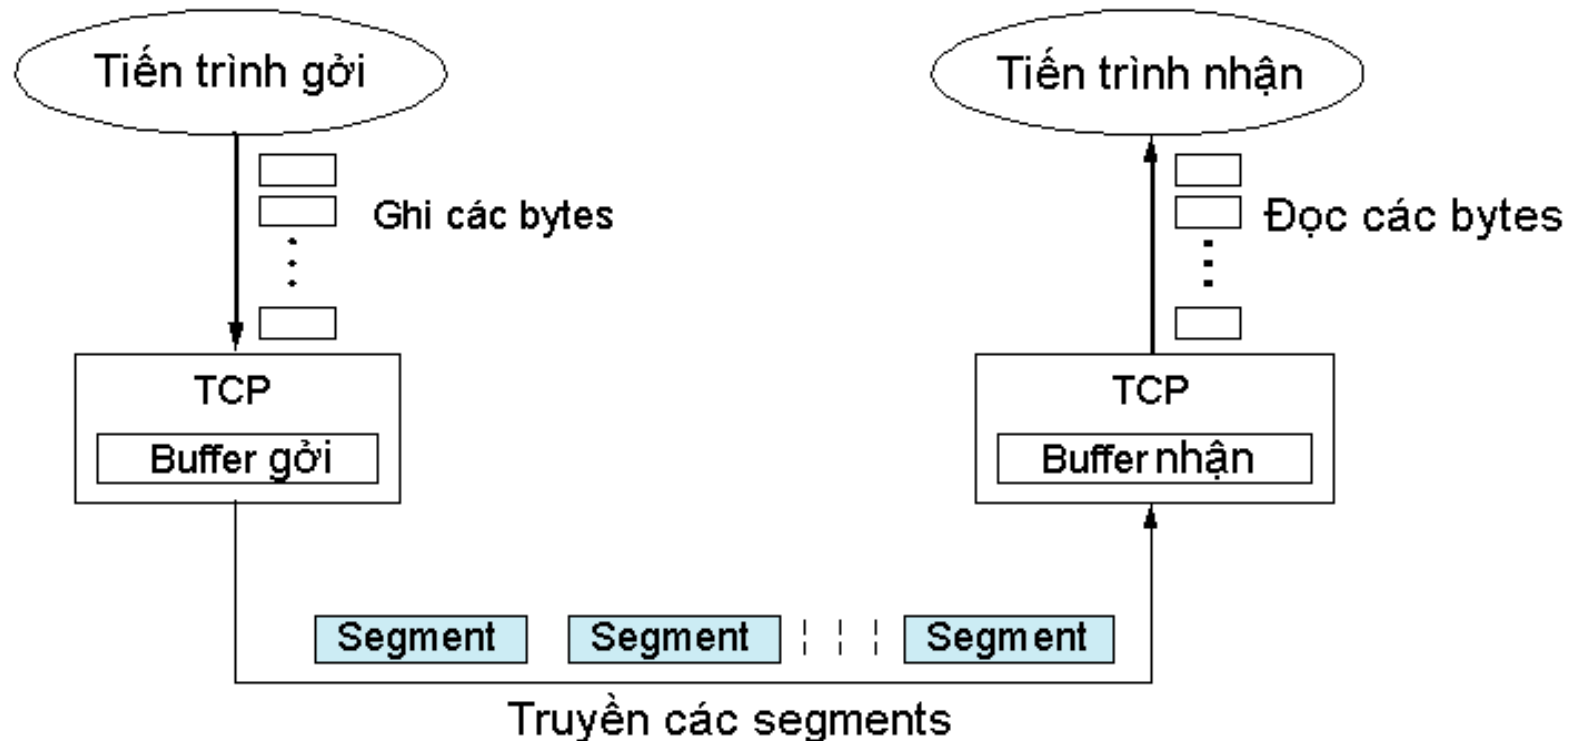 Tiến trình gởi
Tiến trình nhận
Ghi các bytes
Đọc các bytes
TCP
TCP
Buffer gởi
Buffer nhận
Segment
Segment
Segment
Truyền các segments